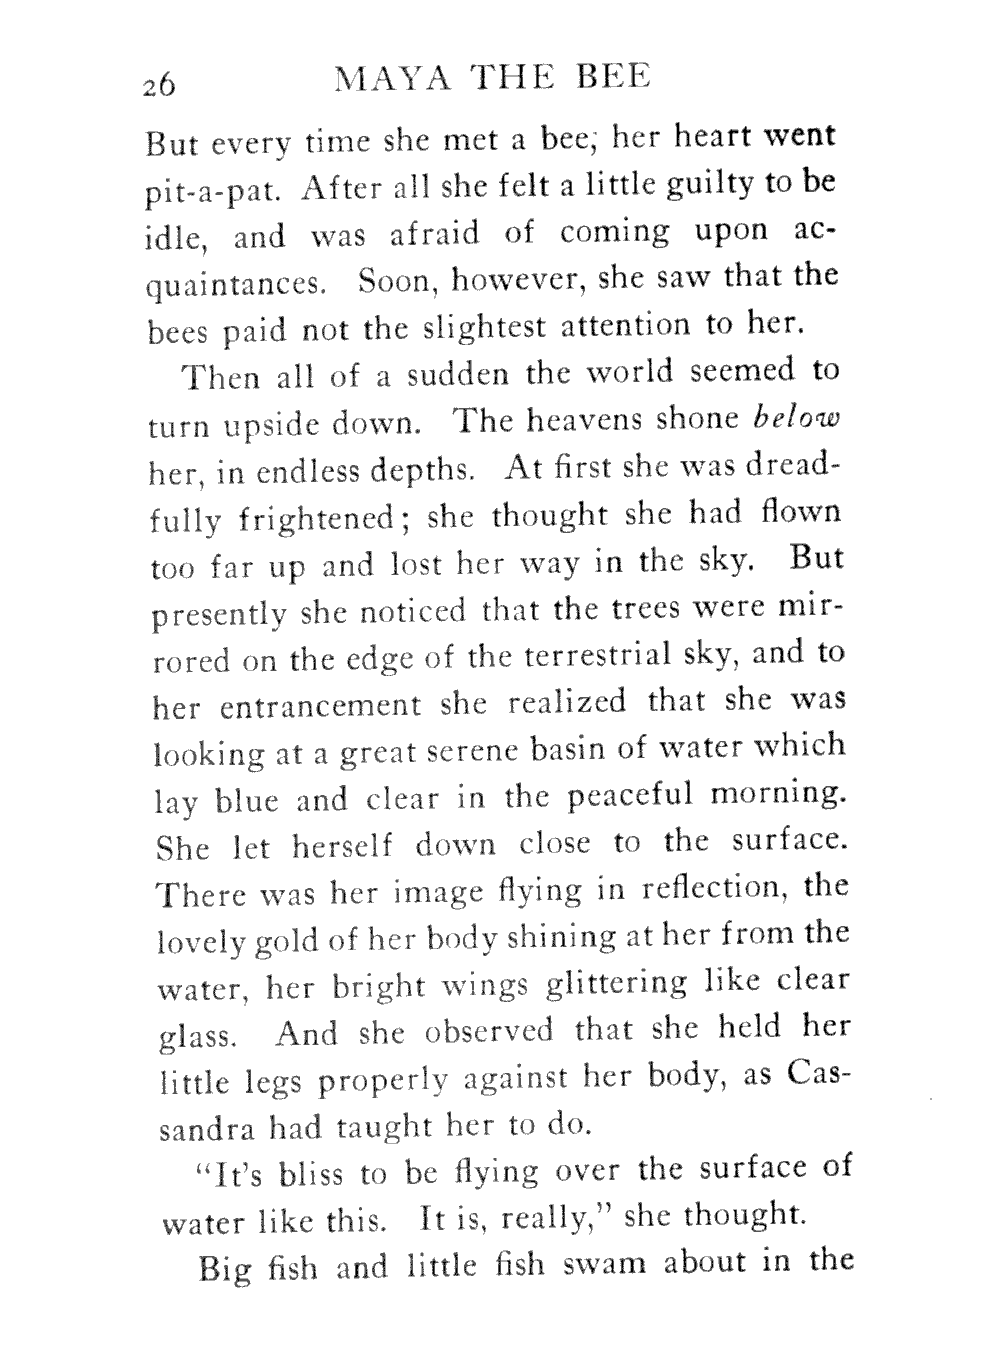 26 MAYA THE BEE
But every time she met a bee; her heart went
pit-a-pat. After all she felt a little guilty to be
idle, and was afraid of coming upon ac-
quaintances. Soon, however, she saw that the
bees paid not the slightest attention to her.
Then all of a sudden the world seemed to
turn upside down. The heavens shone below
her, in endless depths. At first she was dread-
fully frightened; she thought she had flown
too far up and lost her way in the sky. But
presently she noticed that the trees were mir-
rored on the edge of the terrestrial sky, and to
her entrancement she realized that she was
looking at a great serene basin of water which
lay blue and clear in the peaceful morning.
She let herself down close to the surface.
There was her image flying in reflection, the
lovely gold of her body shining at her from the
water, her bright wings glittering like clear
glass. And she observed that she held her
little legs properly against her body, as Cas-
sandra had taught her to do.
“It’s bliss to be flying over the surface of
water like this. It is, really,” she thought.
Big fish and little fish swam about in the